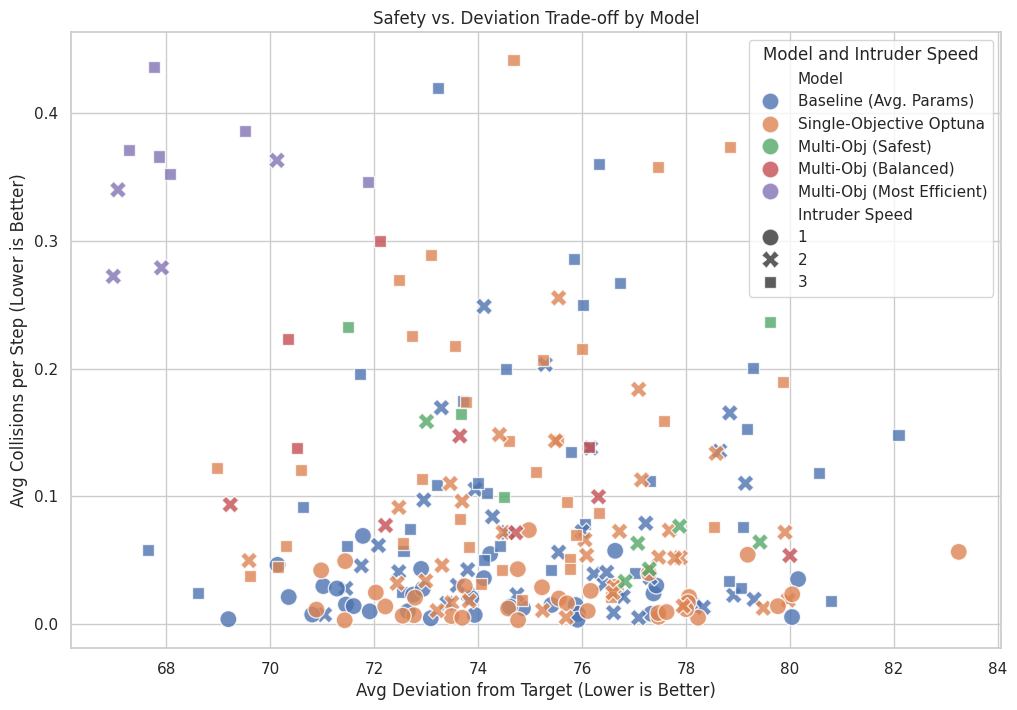 Safety vs. Deviation Trade-off by Model
Avg Collisions per Step (Lower is Better)
0.4
0.3
0.2
0.1
0.0
Model and Intruder Speed
Model
Baseline (Avg. Params)
Single-Objective Optuna
Multi-Obj (Safest)
Multi-Obj (Balanced)
Multi-Obj (Most Efficient)
Intruder Speed
1
2
3
68 70 72 74 76 78 80 82 84
Avg Deviation from Target (Lower is Better)